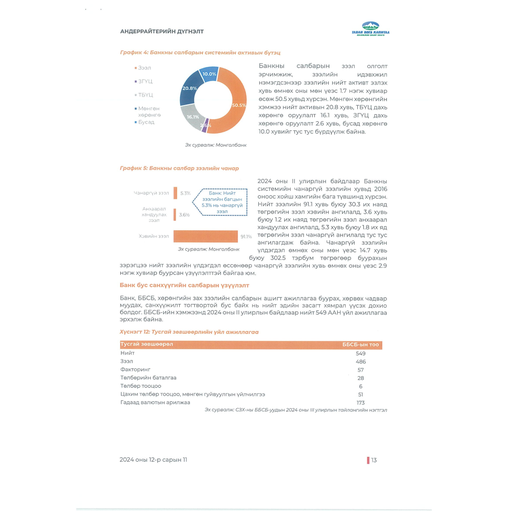 АНДЕРРАЙТЕРИЙН ДҮГНЭЛТ
График 4: Банкны салбарын системийн активын бүтэц
Зээл
ЗГҮЦ
ТБҮЦ
Мөнгөн хөрөнгө
Бусад
10.0%
20.8%
16.1%
50.5%
Эх сурвалж: Монголбанк
Банкны салбарын зээл олголт
эрчимжиж, зээлийн идэвхжил
нэмэгдсэнээр зээлийн нийт активт эзлэх
хувь өмнөх оны мөн үеэс 1.7 нэгж хувиар
өсөж 50.5 хувьд хүрсэн. Мөнгөн хөрөнгийн
хэмжээ нийт активын 20.8 хувь, ТБҮЦ дахь
хөрөнгө оруулалт 16.1 хувь, ЗГҮЦ дахь
хөрөнгө оруулалт 2.6 хувь, бусад хөрөнгө
10.0 хувийг тус тус бүрдүүлж байна.
График 5: Банкны салбар зээлийн чанар
Чанаргүй зээл 5.3%
Анхаарал хандуулах зээл 3.6%
Хэвийн зээл 91.1%
Банк: Нийт
зээлийн багцын
5.3% нь чанаргүй
зээл
Эх сурвалж: Монголбанк
2024 оны II улирлын байдлаар Банкны
системийн чанаргүй зээлийн хувьд 2016
оноос хойш хамгийн бага түвшинд хүрсэн.
Нийт зээлийн 91.1 хувь буюу 30.3 их наяд
төгрөгийн зээл хэвийн ангилалд, 3.6 хувь
буюу 1.2 их наяд төгрөгийн зээл анхаарал
хандуулах ангилалд, 5.3 хувь буюу 1.8 их яд
төгрөгийн зээл чанаргүй ангилалд тус тус
ангилагдаж байна. Чанаргүй зээлийн
үлдэгдэл өмнөх оны мөн үеэс 14.7 хувь
буюу 302.5 тэрбум төгрөгөөр буурахын
зэрэгцээ нийт зээлийн үлдэгдэл өссөнөөр чанаргүй зээлийн хувь өмнөх оны мөн үеэс 2.9
нэгж хувиар буурсан үзүүлэлттэй байгаа юм.
Банк бус санхүүгийн салбарын үзүүлэлт
Банк, ББСБ, хөрөнгийн зах зээлийн салбарын ашигт ажиллагаа буурах, хөрвөх чадвар
муудах, санхүүжилт тогтвортой бус байх нь нийт эдийн засагт хямрал үүсэх дохио
болдог. ББСБ-ийн хэмжээнд 2024 оны II улирлын байдлаар нийт 549 ААН үйл ажиллагаа
эрхэлж байна.
Хүснэгт 12: Тусгай зөвшөөрлийн үйл ажиллагаа
Тусгай зөвшөөрөл ББСБ-ын тоо
Нийт 549
Зээл 486
Факторинг 57
Төлбөрийн баталгаа 28
Төлбөр тооцоо 6
Цахим төлбөр тооцоо, мөнгөн гуйвуулгын үйлчилгээ 51
Гадаад валютын арилжаа 173
Эх сурвалж: СЗХ-ны ББСБ-уудын 2024 оны III улирлын тайлангийн нэгтгэл
2024 оны 12-р сарын 11
13